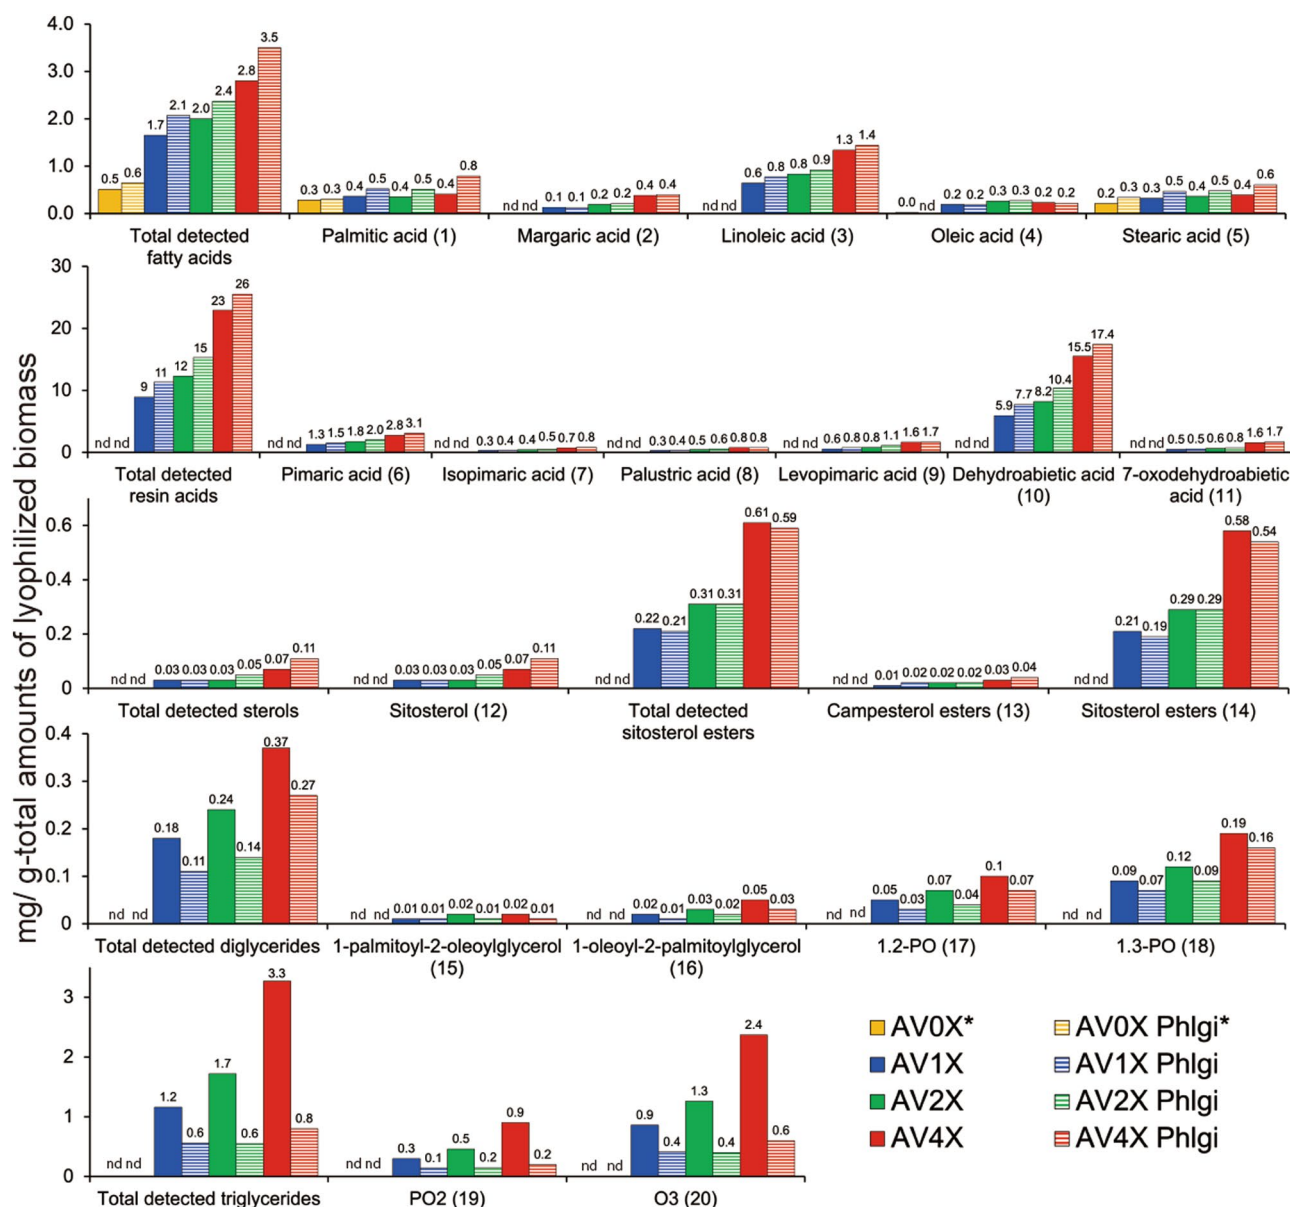 mg/ g-total amounts of lyophilized biomass
4.0
3.0
2.0
1.0
0.0
0.5 0.6 1.7 2.1 2.0 2.4 2.8 3.5
0.3 0.3 0.4 0.5 0.4 0.5 0.4 0.8
nd nd 0.1 0.1 0.2 0.2 0.4 0.4
nd nd 0.6 0.8 0.8 0.9 1.3 1.4
0.0 nd 0.2 0.2 0.3 0.3 0.2 0.2
0.2 0.3 0.3 0.5 0.4 0.5 0.4 0.6
Total detected
fatty acids
Palmitic acid (1)
Margaric acid (2)
Linoleic acid (3)
Oleic acid (4)
Stearic acid (5)
30
20
10
0
nd nd 9 11 12 15 23 26
nd nd 1.3 1.5 1.8 2.0 2.8 3.1
nd nd 0.3 0.4 0.4 0.5 0.7 0.8
nd nd 0.3 0.4 0.5 0.6 0.8 0.8
nd nd 0.6 0.8 0.8 1.1 1.6 1.7
nd nd 5.9 7.7 8.2 10.4 15.5 17.4
nd nd 0.5 0.5 0.6 0.8 1.6 1.7
Total detected
resin acids
Pimaric acid (6)
Isopimaric acid (7)
Palustric acid (8)
Levopimaric acid (9)
Dehydroabietic acid
(10)
7-oxodehydroabietic
acid (11)
0.6
0.4
0.2
0
nd nd 0.03 0.03 0.03 0.05 0.07 0.11
nd nd 0.03 0.03 0.03 0.05 0.07 0.11
nd nd 0.22 0.21 0.31 0.31 0.61 0.59
nd nd 0.01 0.02 0.02 0.02 0.03 0.04
nd nd 0.21 0.19 0.29 0.29 0.58 0.54
Total detected sterols
Sitosterol (12)
Total detected
sitosterol esters
Campesterol esters (13)
Sitosterol esters (14)
0.4
0.3
0.2
0.1
0
nd nd 0.18 0.11 0.24 0.14 0.37 0.27
nd nd 0.01 0.01 0.02 0.01 0.02 0.01
nd nd 0.02 0.01 0.03 0.02 0.05 0.03
nd nd 0.05 0.03 0.07 0.04 0.1 0.07
nd nd 0.09 0.07 0.12 0.09 0.19 0.16
Total detected diglycerides
1-palmitoyl-2-oleoylglycerol
(15)
1-oleoyl-2-palmitoylglycerol
(16)
1.2-PO (17)
1.3-PO (18)
3
2
1
0
nd nd 1.2 0.6 1.7 0.6 3.3 0.8
nd nd 0.3 0.1 0.5 0.2 0.9 0.2
nd nd 0.9 0.4 1.3 0.4 2.4 0.6
Total detected triglycerides
PO2 (19)
O3 (20)
AV0X*
AV0X Phlgi*
AV1X
AV1X Phlgi
AV2X
AV2X Phlgi
AV4X
AV4X Phlgi